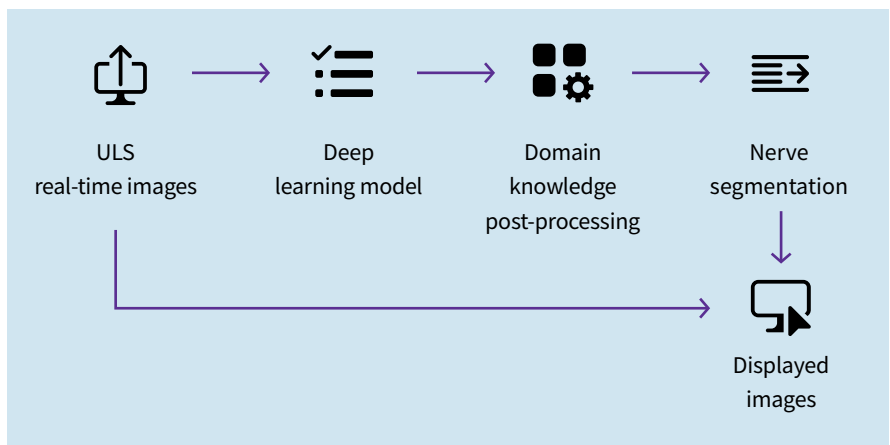 ULS
real-time images
Deep
learning model
Domain
knowledge
post-processing
Nerve
segmentation
Displayed
images